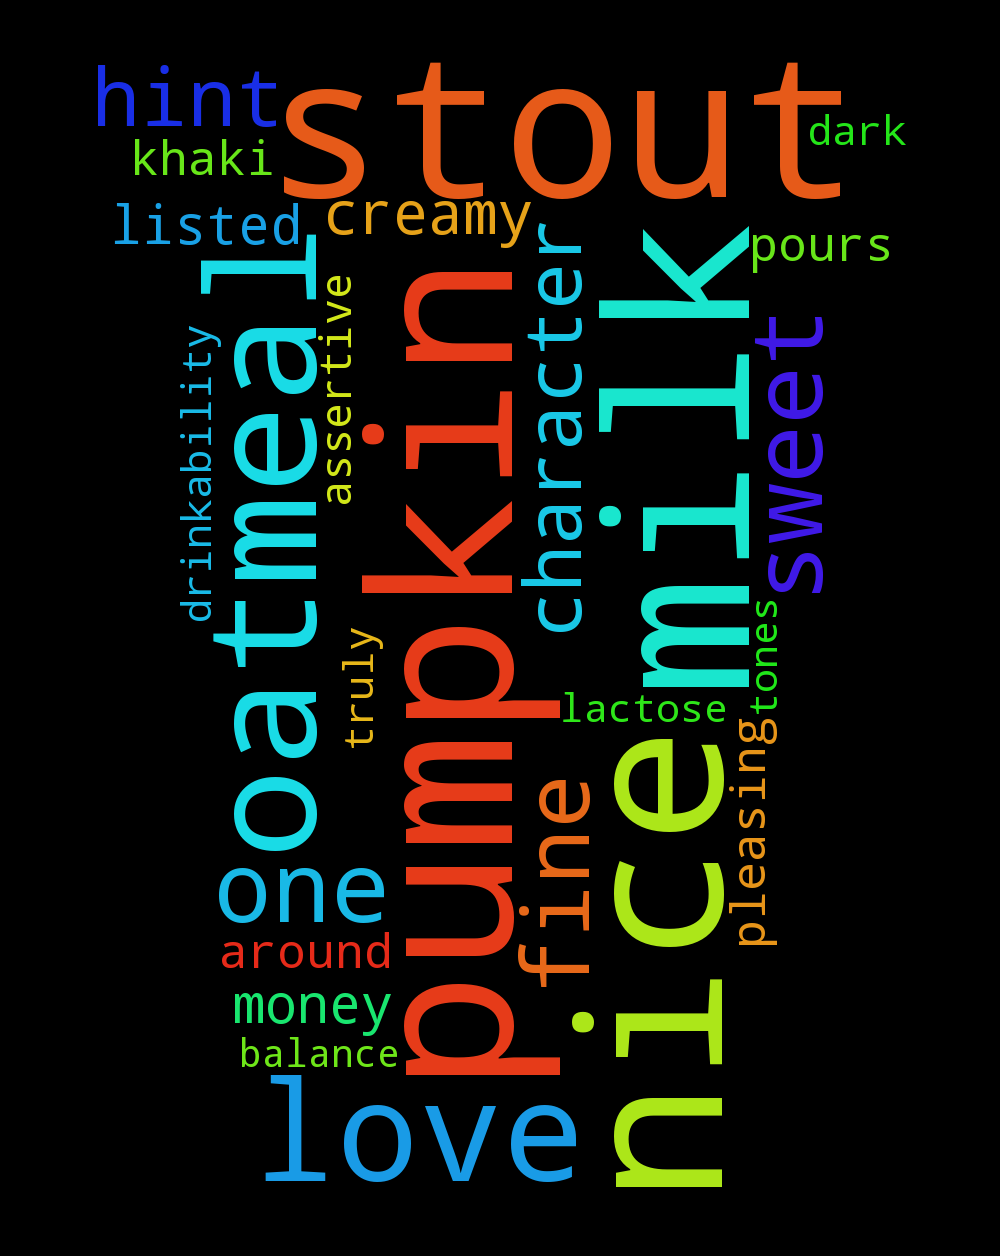 stout
hint
dark
khaki
creamy
listed
pours
oatmeal
pumpkin
character
milk
sweet
assertive
drinkability
truly
tones
lactose
nice
pleasing
fine
one
around
money
balance
love